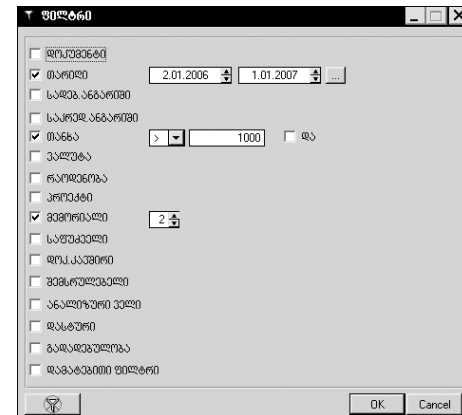 ფილტრი
დოკუმენტი
თარიღი 2.01.2006 1.01.2007 ...
სადებ.ანგარიში
საკრედ.ანგარიში
თანხა > 1000 და
ვალუტა
რაოდენობა
პროექტი
მემორიალი 2
საფუძველი
დოკ.კავშირი
შემსრულებელი
ანალიზური ველი
დასტური
გადადებულობა
დამატებითი ფილტრი
OK Cancel